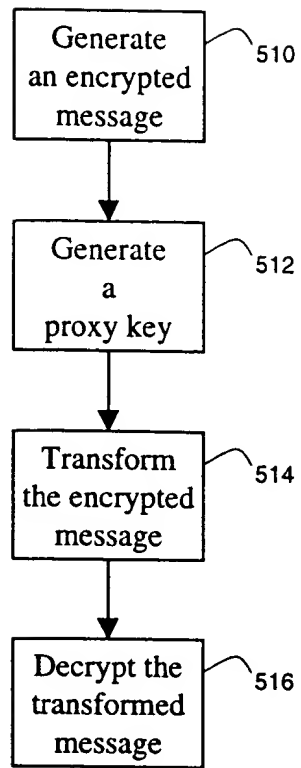 Generate
an encrypted
message
510
Generate
a
proxy key
512
Transform
the encrypted
message
514
Decrypt the
transformed
message
516